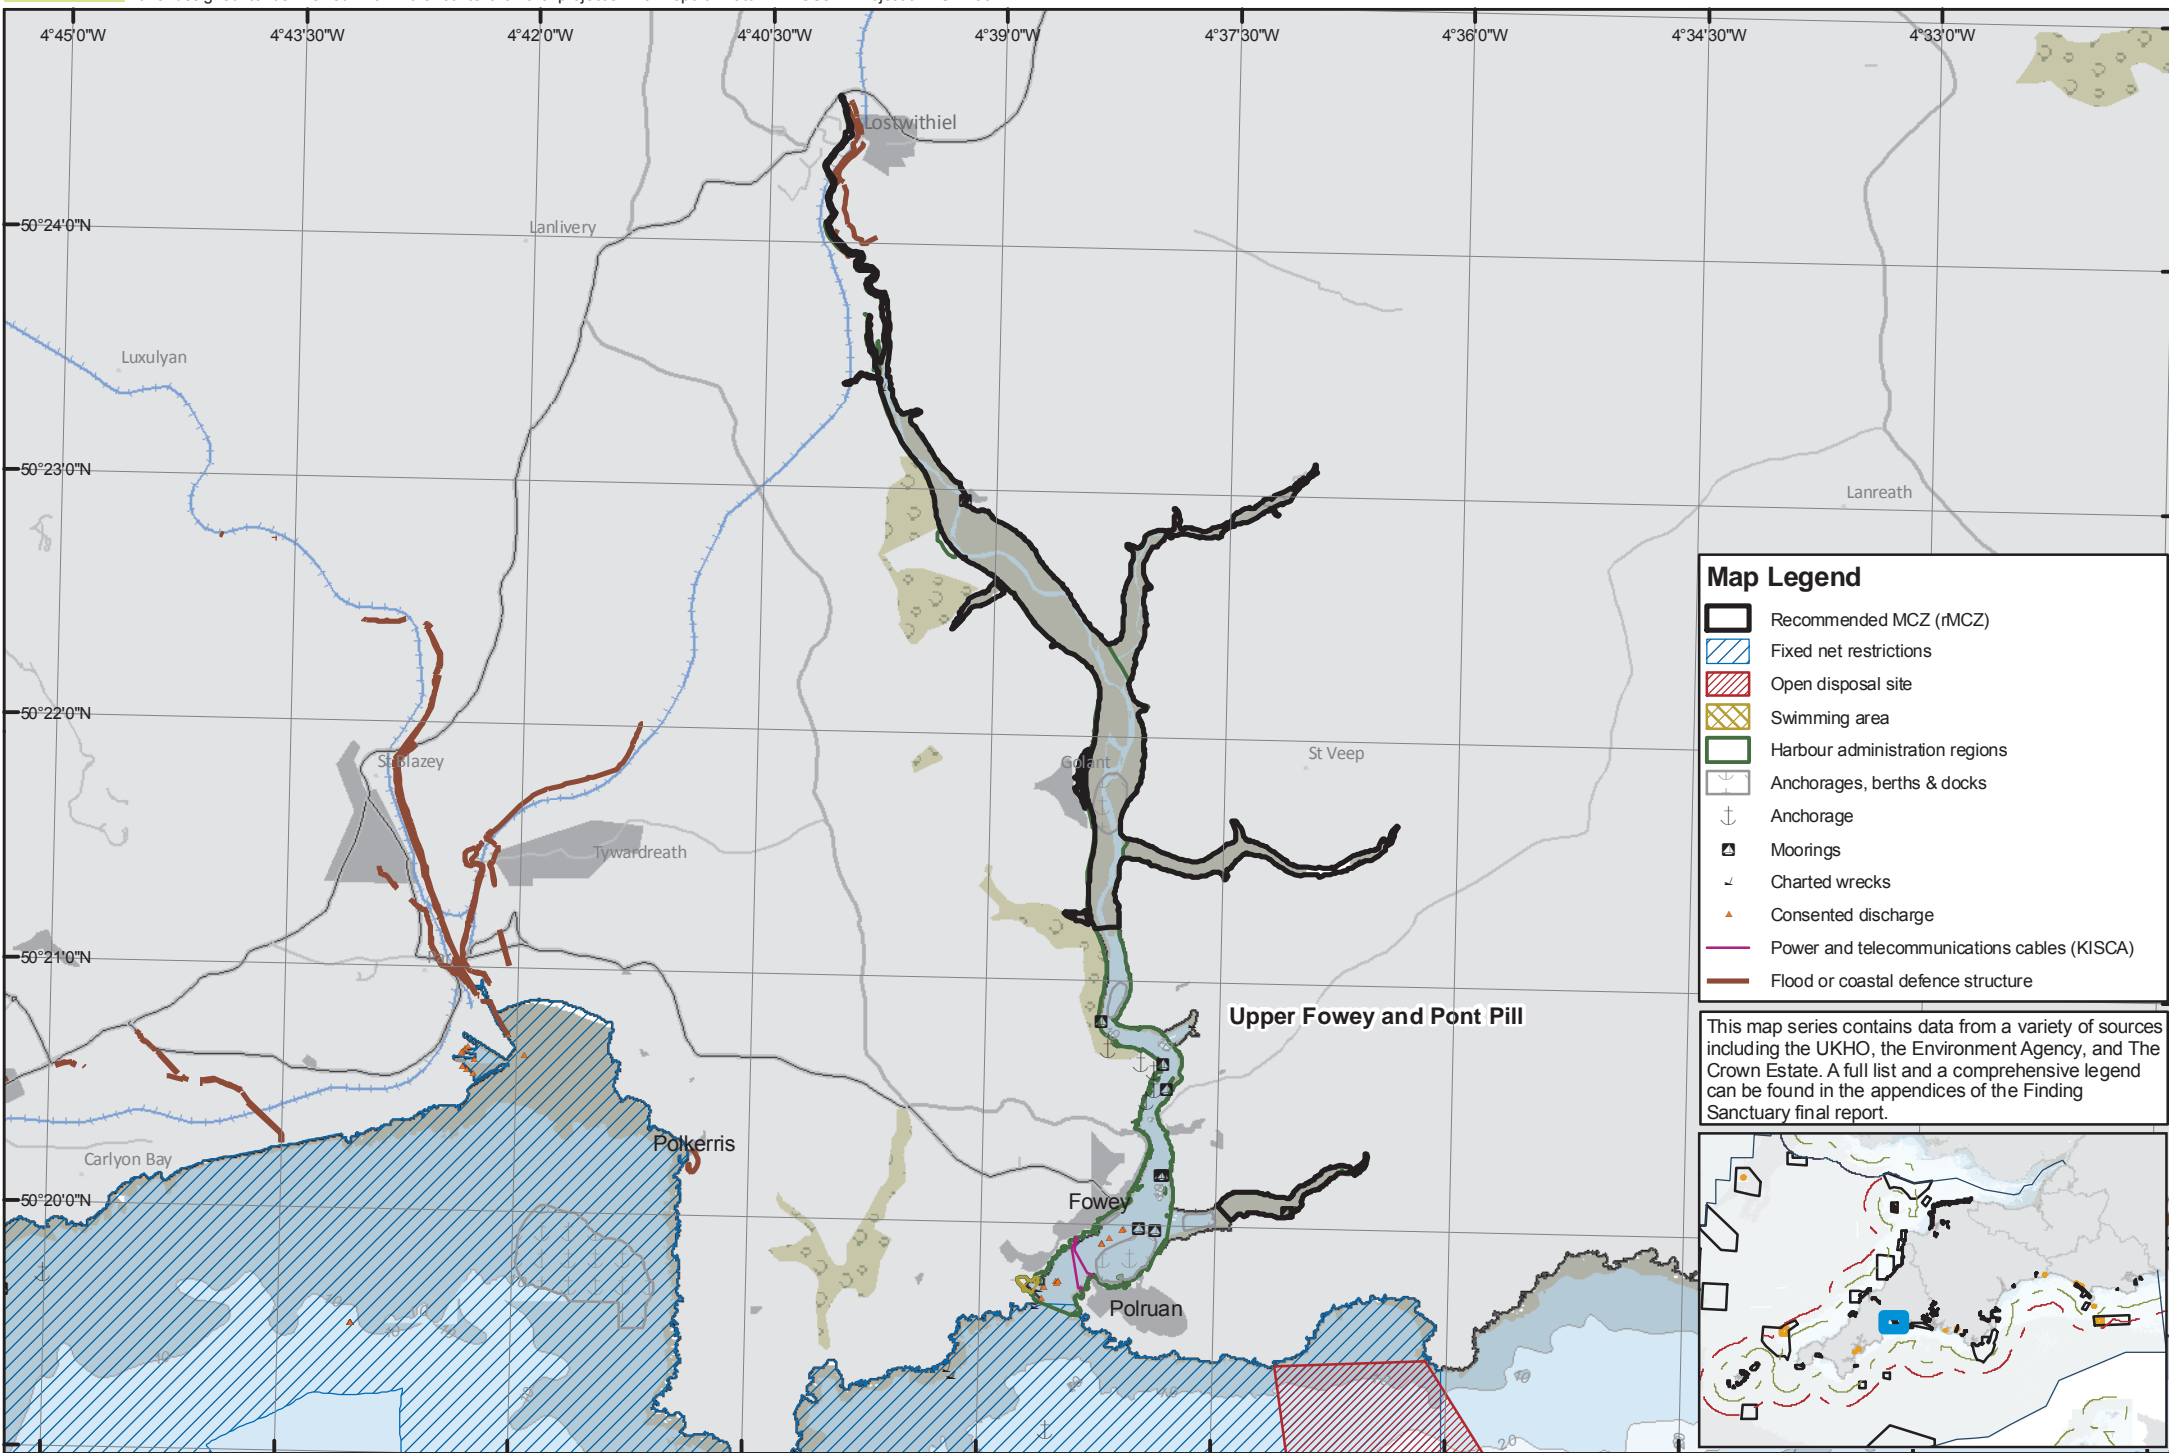 4°45'0"W
4°43'30"W
4°42'0"W
4°40'30"W
4°39'0"W
4°37'30"W
4°36'0"W
4°34'30"W
4°33'0"W
Lostwithiel
50°24'0"N
Lanlivery
Luxulyan
50°23'0"N
Lanreath
50°22'0"N
St Blazey
Golant
St Veep
Tywardreath
50°21'0"N
Par
Upper Fowey and Pont Pill
Polkerris
Carlyon Bay
50°20'0"N
Fowey
Polruan
10
10
10
20
Map Legend
Recommended MCZ (rMCZ)
Fixed net restrictions
Open disposal site
Swimming area
Harbour administration regions
Anchorages, berths & docks
Anchorage
Moorings
Charted wrecks
Consented discharge
Power and telecommunications cables (KISCA)
Flood or coastal defence structure
This map series contains data from a variety of sources
including the UKHO, the Environment Agency, and The
Crown Estate. A full list and a comprehensive legend
can be found in the appendices of the Finding
Sanctuary final report.